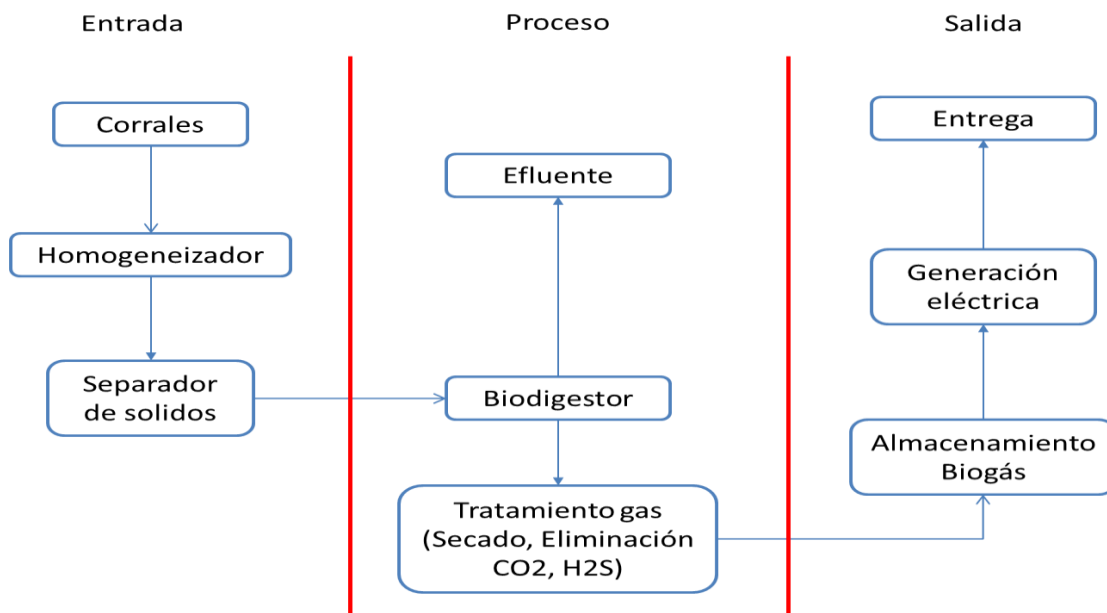 Entrada
Corrales
Homogeneizador
Separador
de solidos
Proceso
Efluente
Biodigestor
Tratamiento gas
(Secado, Eliminación
CO2, H2S)
Salida
Entrega
Generación
eléctrica
Almacenamiento
Biogás